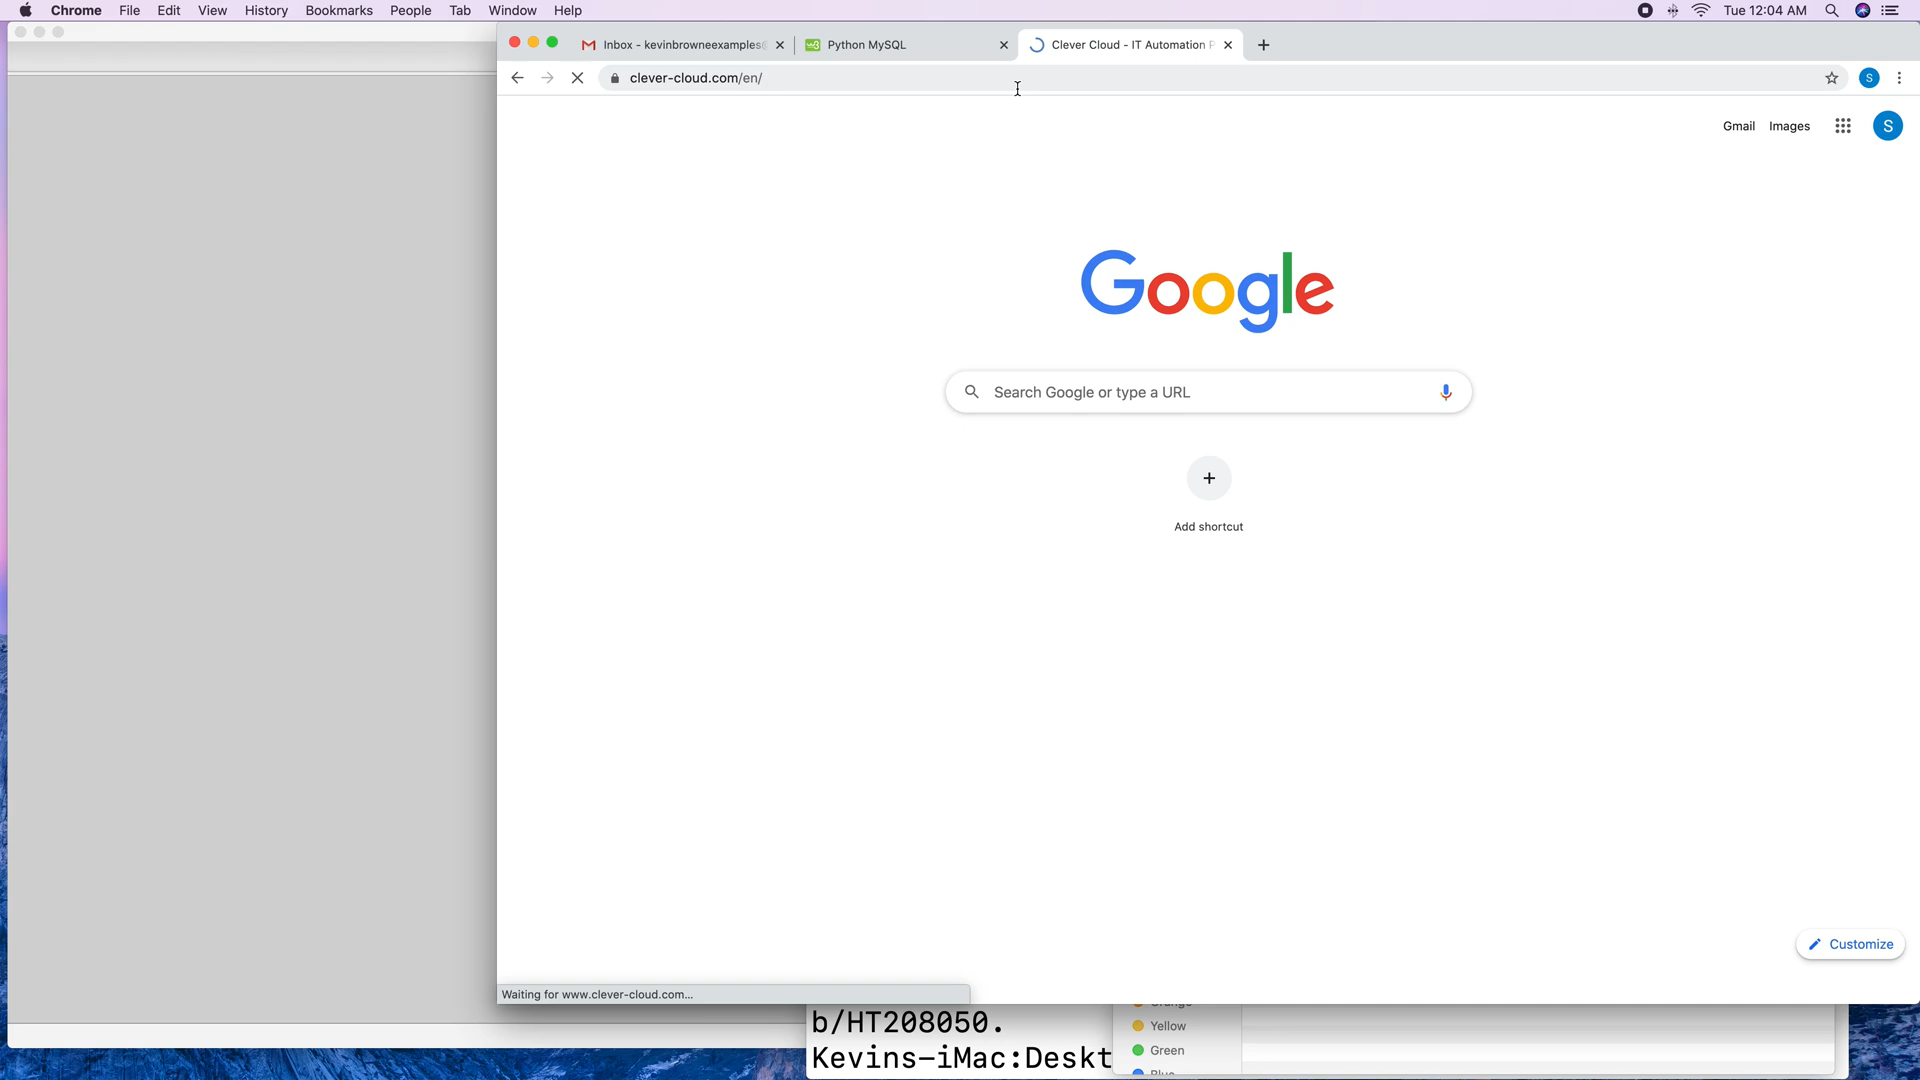 Chrome File Edit View History Bookmarks People Tab Window Help Tue 12:04 AM
Inbox - kevinbrowneexamples@ Python MySQL Clever Cloud - IT Automation P
clever-cloud.com/en/ S
Gmail Images S
Google
Search Google or type a URL
Add shortcut
Customize
Waiting for www.clever-cloud.com...
Orange
b/HT208050.
Yellow
Kevins-iMac:Deskt
Green
Blue